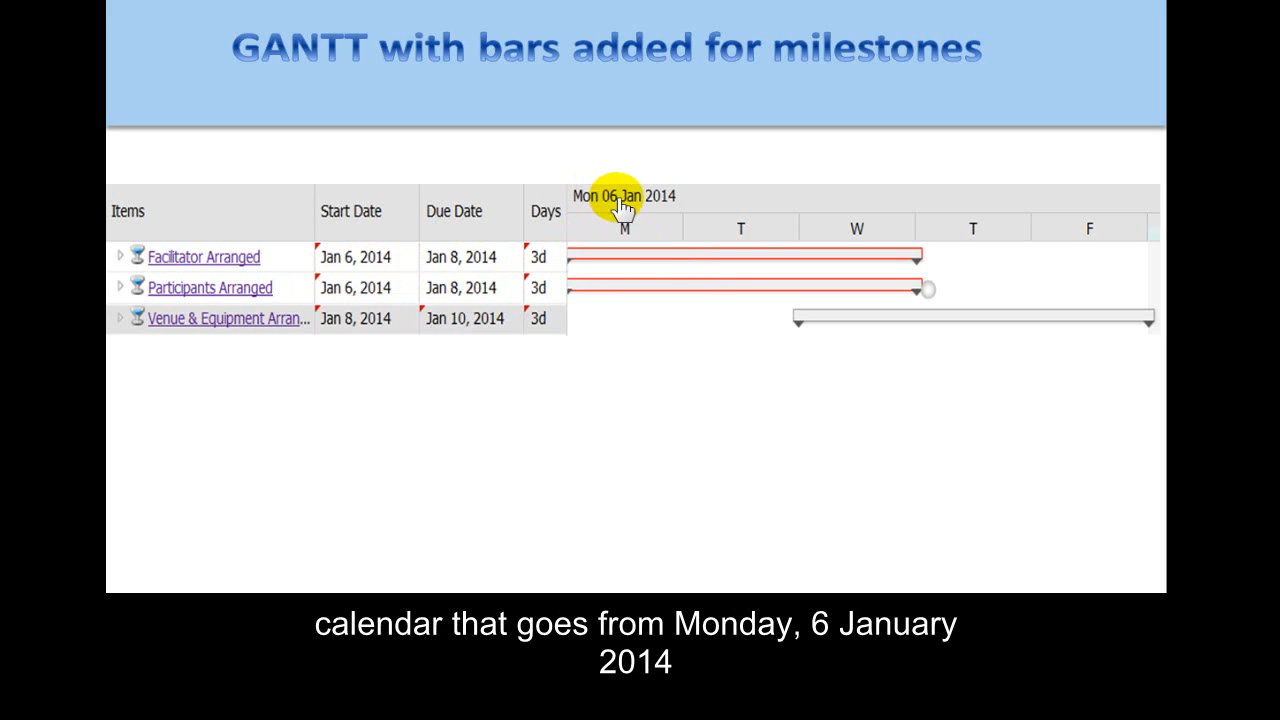 GANTT with bars added for milestones
Mon 06 Jan 2014
Items Start Date Due Date Days
M T W T F
Facilitator Arranged Jan 6, 2014 Jan 8, 2014 3d
Participants Arranged Jan 6, 2014 Jan 8, 2014 3d
Venue & Equipment Arran... Jan 8, 2014 Jan 10, 2014 3d
calendar that goes from Monday, 6 January
2014